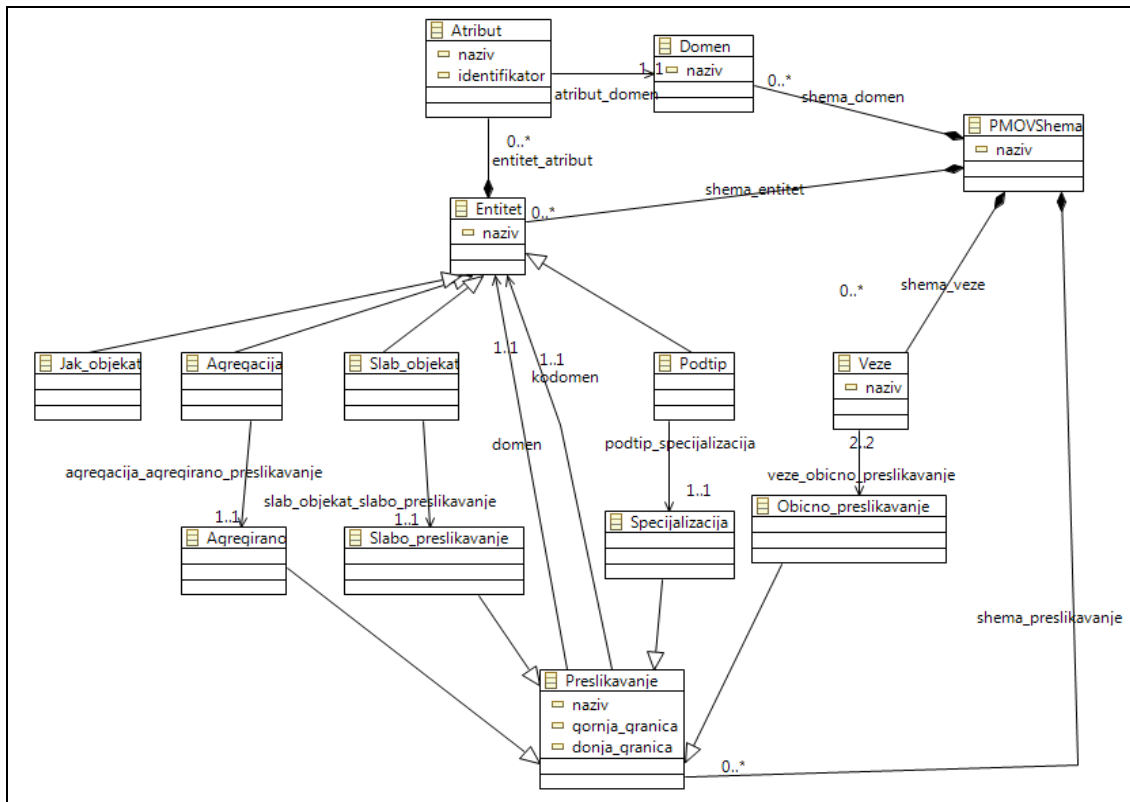 Atribut
naziv
identifikator
Domen
naziv
1..1
atribut_domen
0..*
shema_domen
PMOVShema
naziv
0..*
entitet_atribut
shema_entitet
Entitet
0..*
naziv
shema_veze
0..*
1..1
1..1
kodomen
Jak_objekat
Agregacija
Slab_objekat
Podtip
Veze
naziv
domen
podtip_specijalizacija
2..2
agregacija_agregirano_preslikavanje
veze_obicno_preslikavanje
slab_objekat_slabo_preslikavanje
1..1
1..1
1..1
Agregirano
Slabo_preslikavanje
Specijalizacija
Obicno_preslikavanje
shema_preslikavanje
Preslikavanje
naziv
gornja_granica
donja_granica
0..*